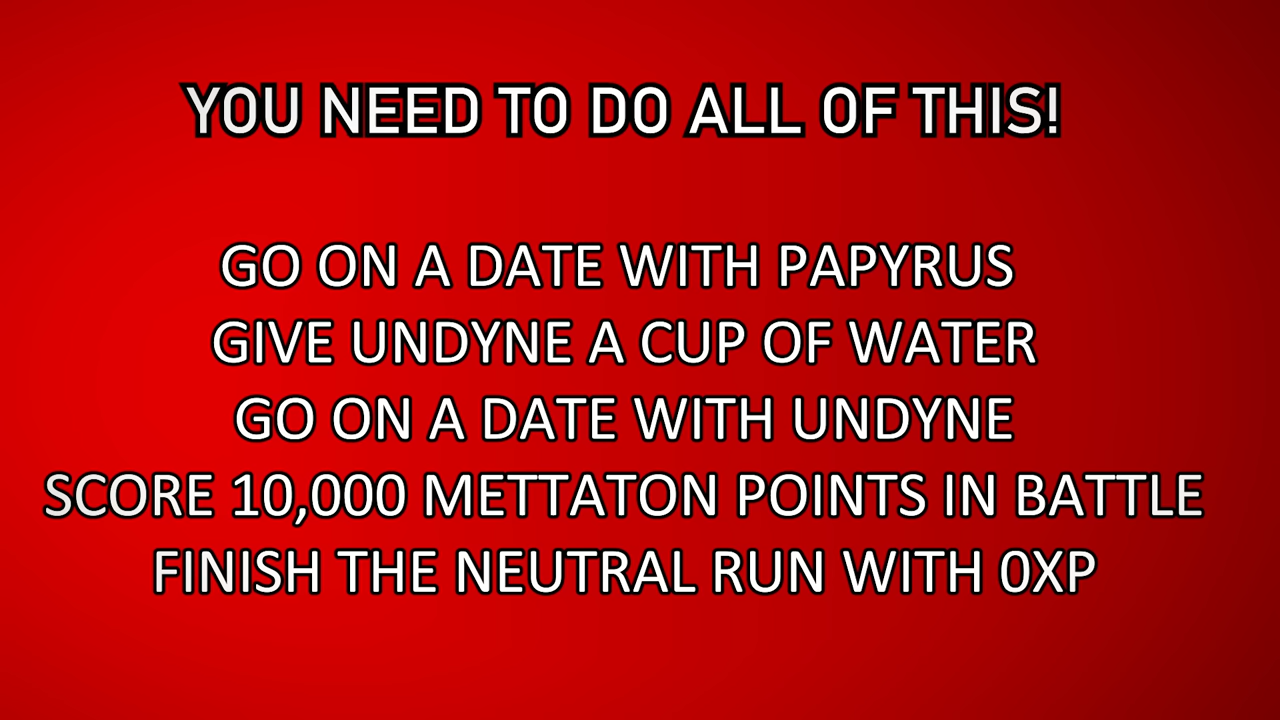 YOU NEED TO DO ALL OF THIS!
GO ON A DATE WITH PAPYRUS
GIVE UNDYNE A CUP OF WATER
GO ON A DATE WITH UNDYNE
SCORE 10,000 METTATON POINTS IN BATTLE
FINISH THE NEUTRAL RUN WITH 0XP